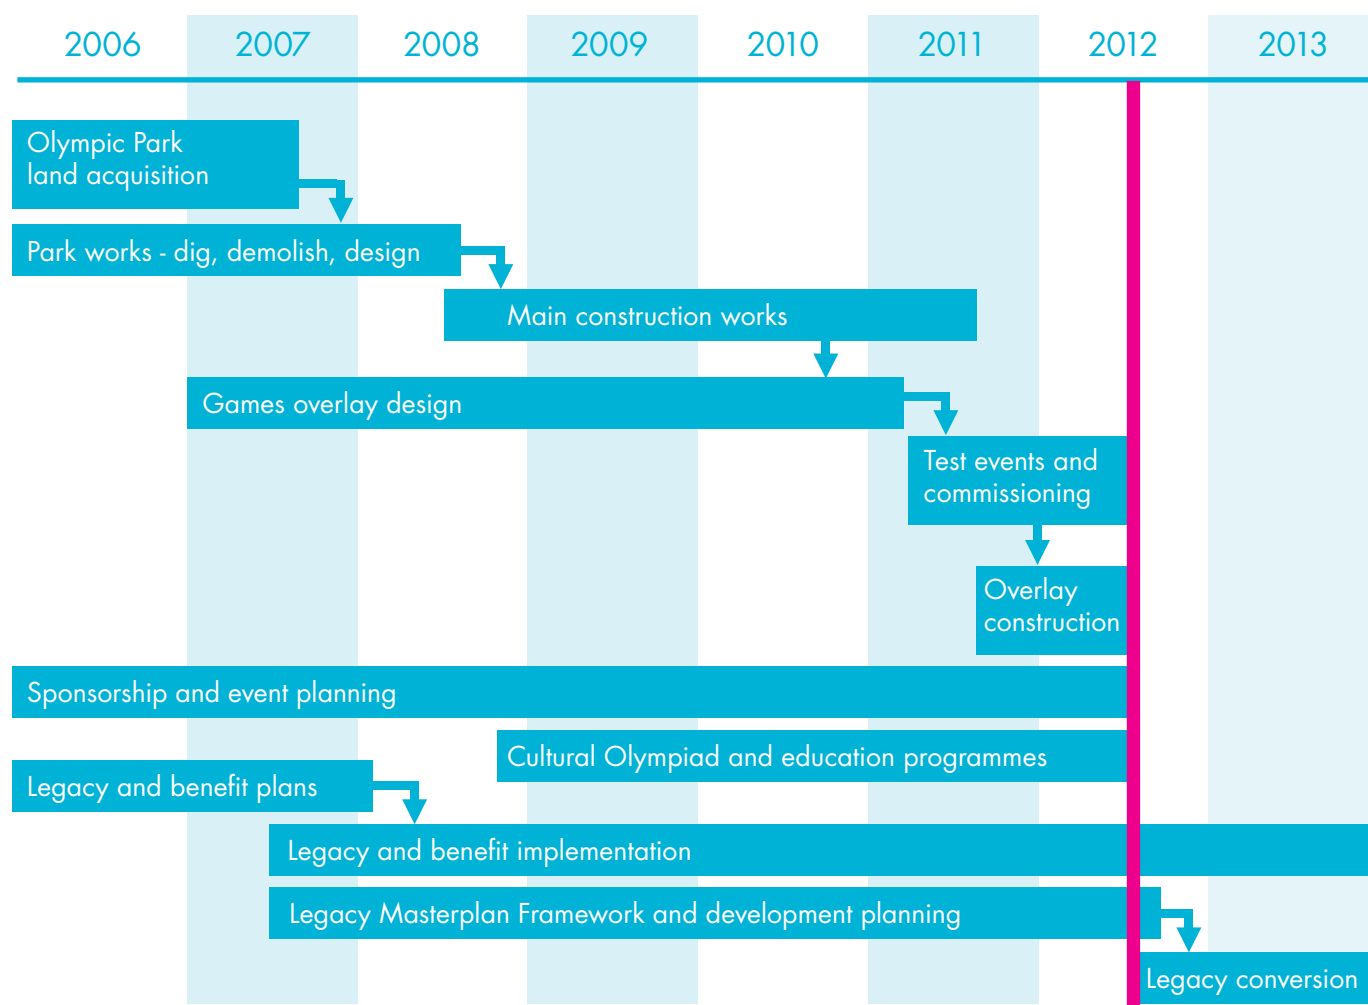 2006 2007 2008 2009 2010 2011 2012 2013
Olympic Park
land acquisition
Park works - dig, demolish, design
Main construction works
Games overlay design
Test events and
commissioning
Overlay
construction
Sponsorship and event planning
Cultural Olympiad and education programmes
Legacy and benefit plans
Legacy and benefit implementation
Legacy Masterplan Framework and development planning
Legacy conversion